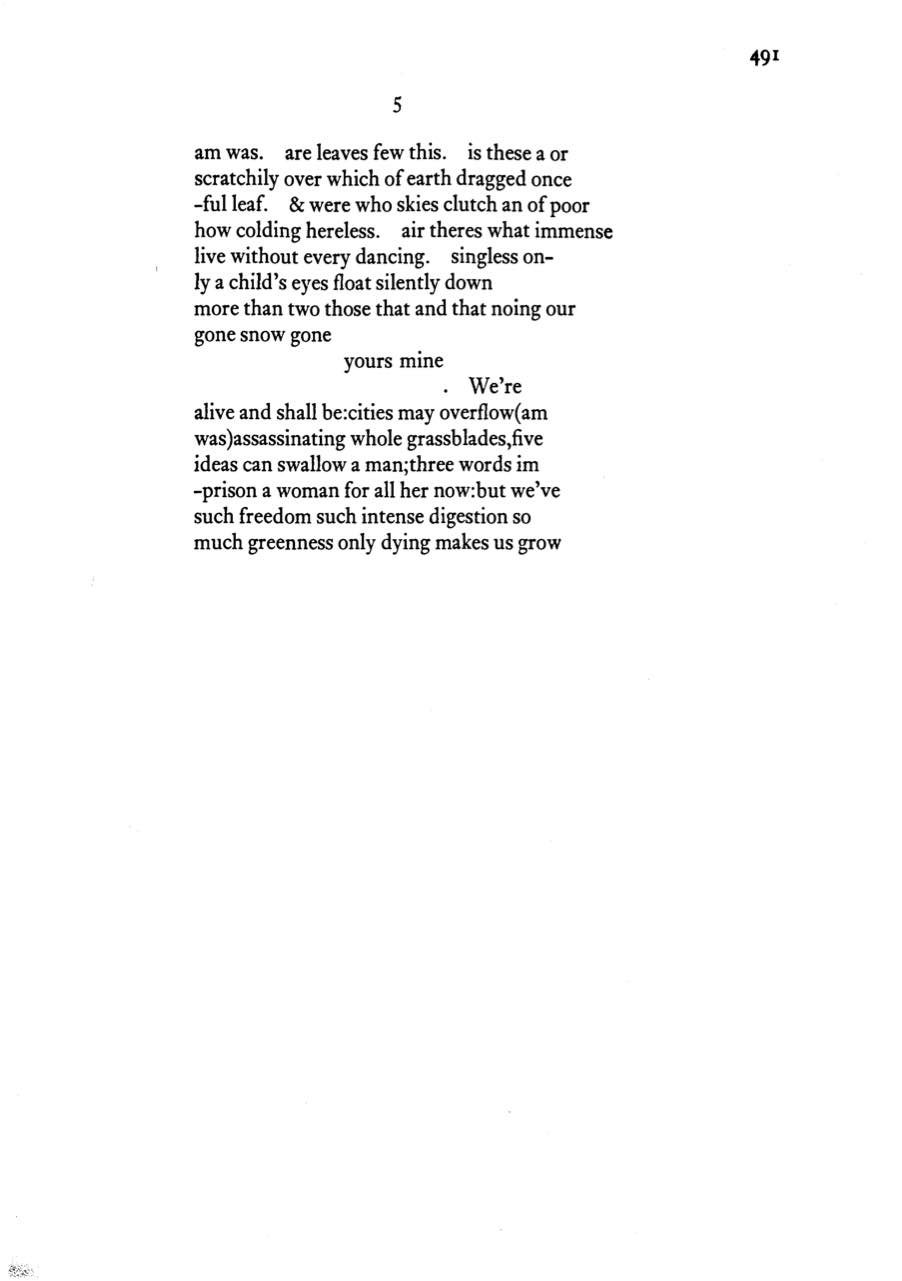 491
5
am was.    are leaves few this.    is these a or
scratchily over which of earth dragged once
-ful leaf.    & were who skies clutch an of poor
how colding hereless.    air theres what immense
live without every dancing.    singless on-
ly a child's eyes float silently down
more than two those that and that noing our
gone snow gone
yours mine
.    We're
alive and shall be:cities may overflow(am
was)assassinating whole grassblades,five
ideas can swallow a man;three words im
-prison a woman for all her now:but we've
such freedom such intense digestion so
much greenness only dying makes us grow